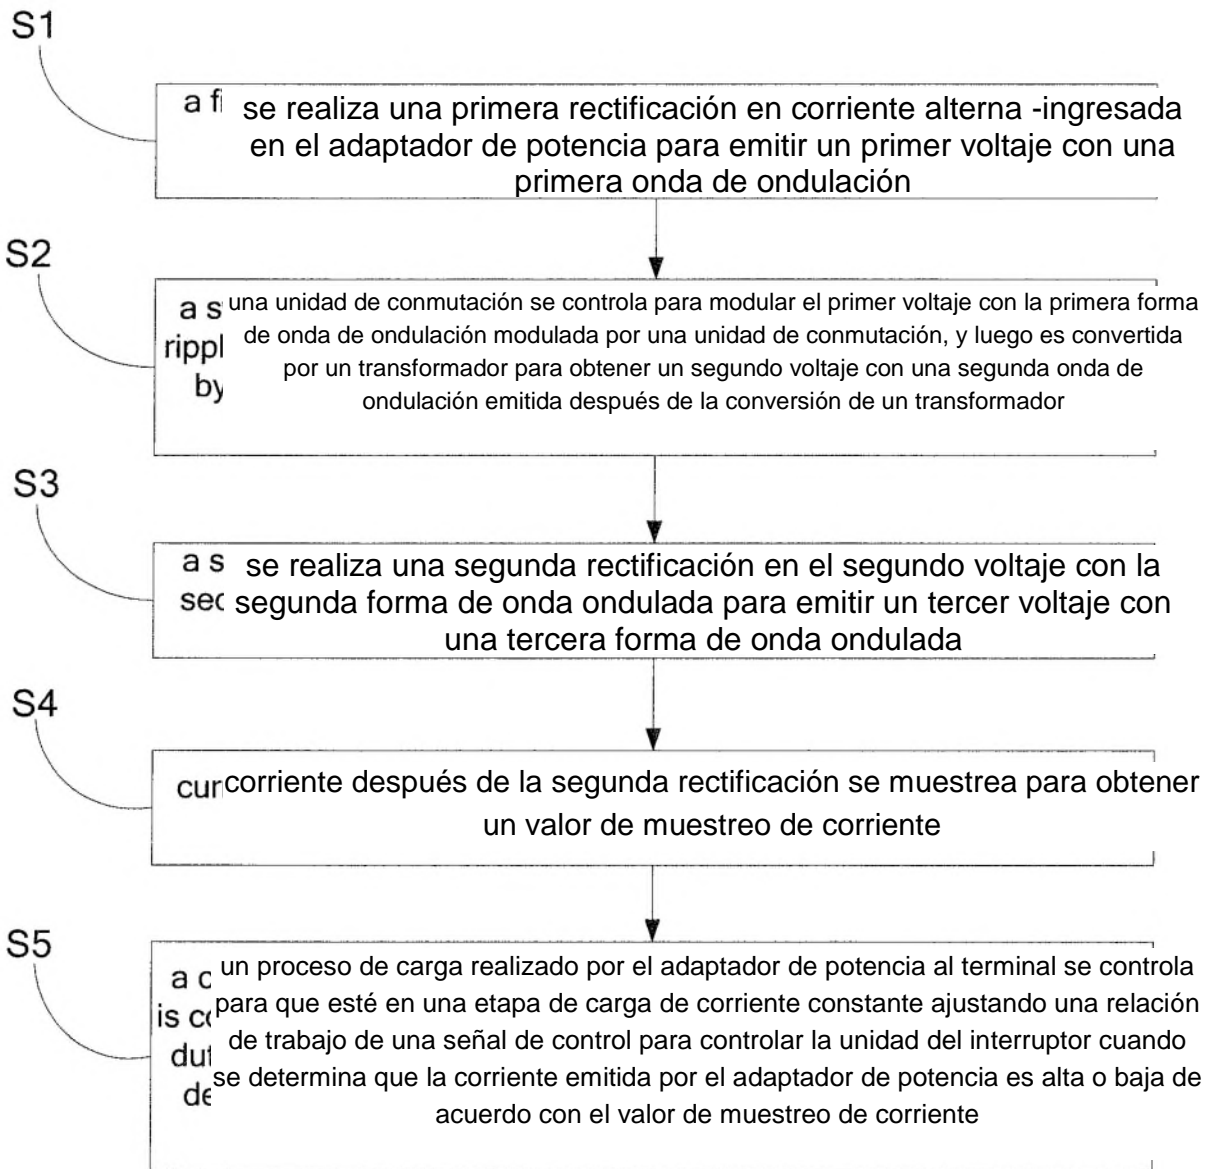 S1
a
se realiza una primera rectificación en corriente alterna -ingresada
en el adaptador de potencia para emitir un primer voltaje con una
primera onda de ondulación
S2
a
una unidad de conmutación se controla para modular el primer voltaje con la primera forma
de onda de ondulación modulada por una unidad de conmutación, y luego es convertida
por un transformador para obtener un segundo voltaje con una segunda onda de
by
ondulación emitida después de la conversión de un transformador
S3
a
se realiza una segunda rectificación en el segundo voltaje con la
segunda forma de onda ondulada para emitir un tercer voltaje con
una tercera forma de onda ondulada
S4
corriente después de la segunda rectificación se muestrea para obtener
un valor de muestreo de corriente
S5
a
un proceso de carga realizado por el adaptador de potencia al terminal se controla
is
para que esté en una etapa de carga de corriente constante ajustando una relación
de trabajo de una señal de control para controlar la unidad del interruptor cuando
se determina que la corriente emitida por el adaptador de potencia es alta o baja de
acuerdo con el valor de muestreo de corriente